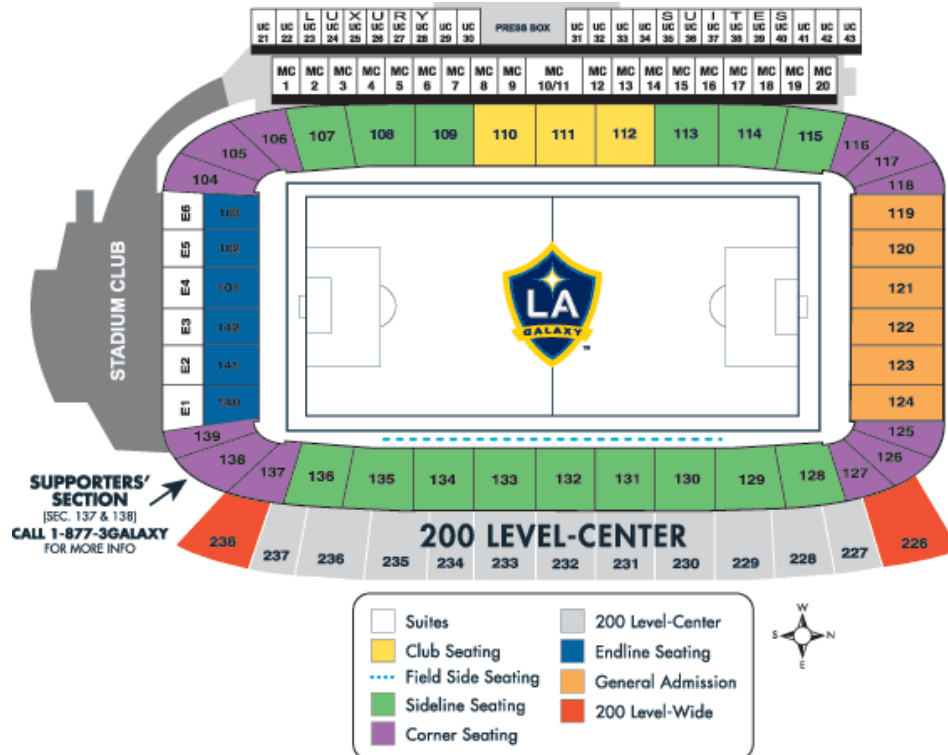 LUXURY SUITES
UC 21 UC 22 UC 23 UC 24 UC 25 UC 26 UC 27 UC 28 UC 29 UC 30 PRESS BOX UC 31 UC 32 UC 33 UC 34 UC 35 UC 36 UC 37 UC 38 UC 39 UC 40 UC 41 UC 42 UC 43
MC 1 MC 2 MC 3 MC 4 MC 5 MC 6 MC 7 MC 8 MC 9 MC 10/11 MC 12 MC 13 MC 14 MC 15 MC 16 MC 17 MC 18 MC 19 MC 20
104 105 106 107 108 109 110 111 112 113 114 115 116 117 118
STADIUM CLUB
E6 103
E5 102
E4 101
E3 142
E2 141
E1 140
LA
GALAXY
TM
119
120
121
122
123
124
139 138 137 136 135 134 133 132 131 130 129 128 127 126 125
SUPPORTERS'
SECTION
(SEC. 137 & 138)
CALL 1-877-3GALAXY
FOR MORE INFO
200 LEVEL-CENTER
238 237 236 235 234 233 232 231 230 229 228 227 226
Suites
Club Seating
Field Side Seating
Sideline Seating
Corner Seating
200 Level-Center
Endline Seating
General Admission
200 Level-Wide
W
S N
E